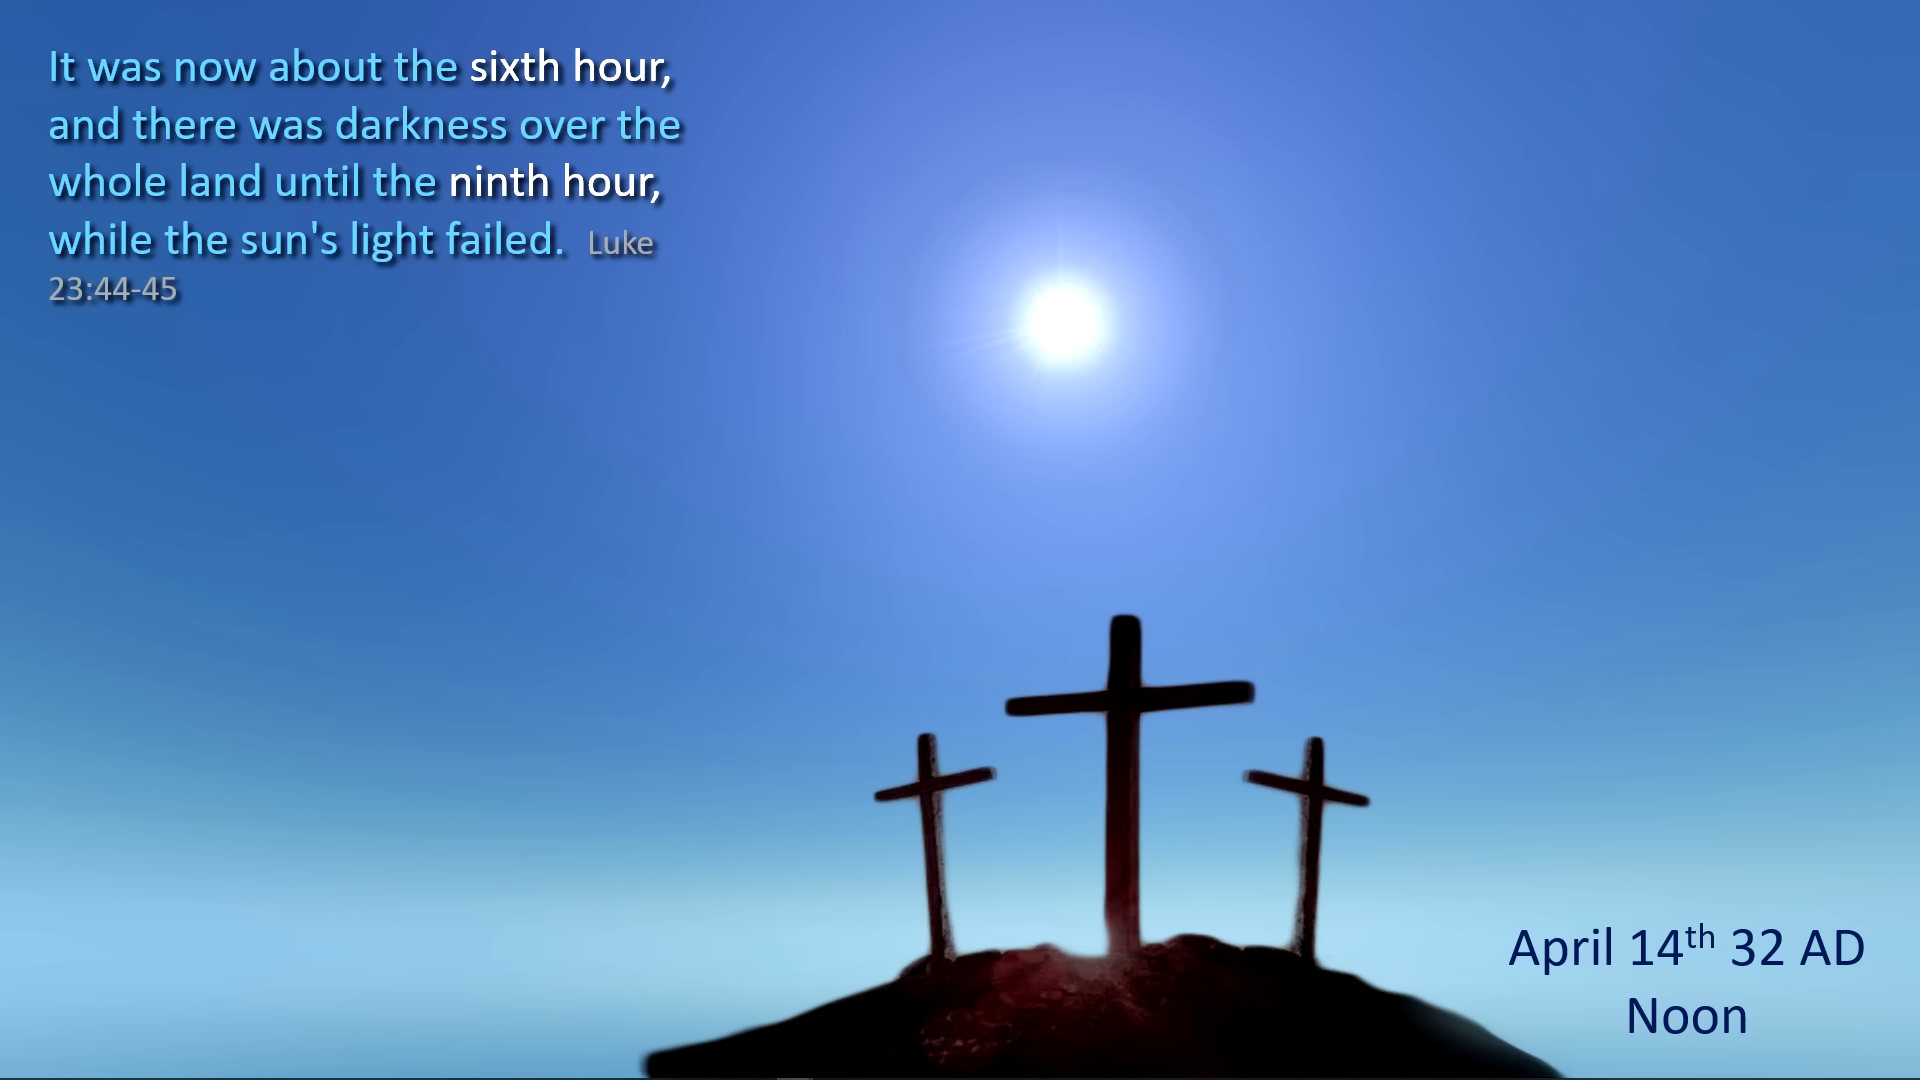 It was now about the sixth hour,
and there was darkness over the
whole land until the ninth hour,
while the sun's light failed. Luke
23:44-45
April 14th 32 AD
Noon